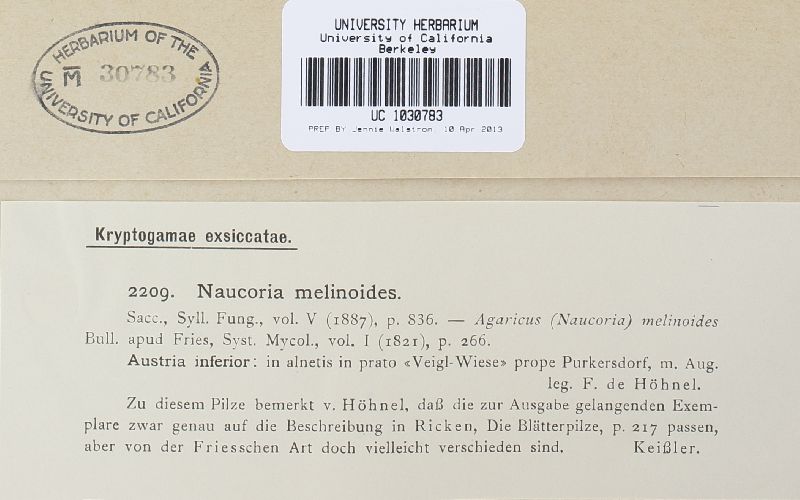 HERBARIUM OF THE
M 30783
UNIVERSITY OF CALIFORNIA
UNIVERSITY HERBARIUM
University of California
Berkeley
UC 1030783
PREP. BY Jennie Walstrom, 10 Apr 2013
Kryptogamae exsiccatae.
2209. Naucoria melinoides.
Sacc., Syll. Fung., vol. V (1887), p. 836. — Agaricus (Naucoria) melinoides
Bull. apud Fries, Syst. Mycol., vol. I (1821), p. 266.
Austria inferior: in alnetis in prato «Veigl-Wiese» prope Purkersdorf, m. Aug.
leg. F. de Höhnel.
Zu diesem Pilze bemerkt v. Höhnel, daß die zur Ausgabe gelangenden Exem-
plare zwar genau auf die Beschreibung in Ricken, Die Blätterpilze, p. 217 passen,
aber von der Friesschen Art doch vielleicht verschieden sind. Keißler.